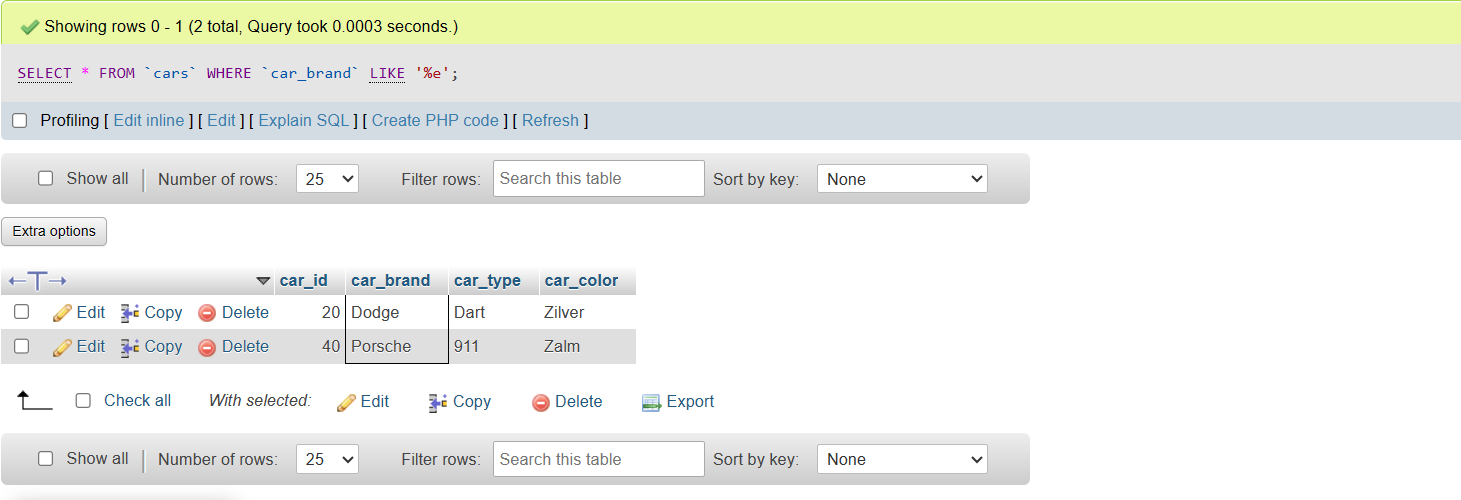 Showing rows 0 - 1 (2 total, Query took 0.0003 seconds.)
SELECT * FROM `cars` WHERE `car_brand` LIKE '%e';
Profiling [ Edit inline ] [ Edit ] [ Explain SQL ] [ Create PHP code ] [ Refresh ]
Show all Number of rows: 25 Filter rows: Search this table Sort by key: None
Extra options
car_id car_brand car_type car_color
Edit Copy Delete 20 Dodge Dart Zilver
Edit Copy Delete 40 Porsche 911 Zalm
Check all With selected: Edit Copy Delete Export
Show all Number of rows: 25 Filter rows: Search this table Sort by key: None